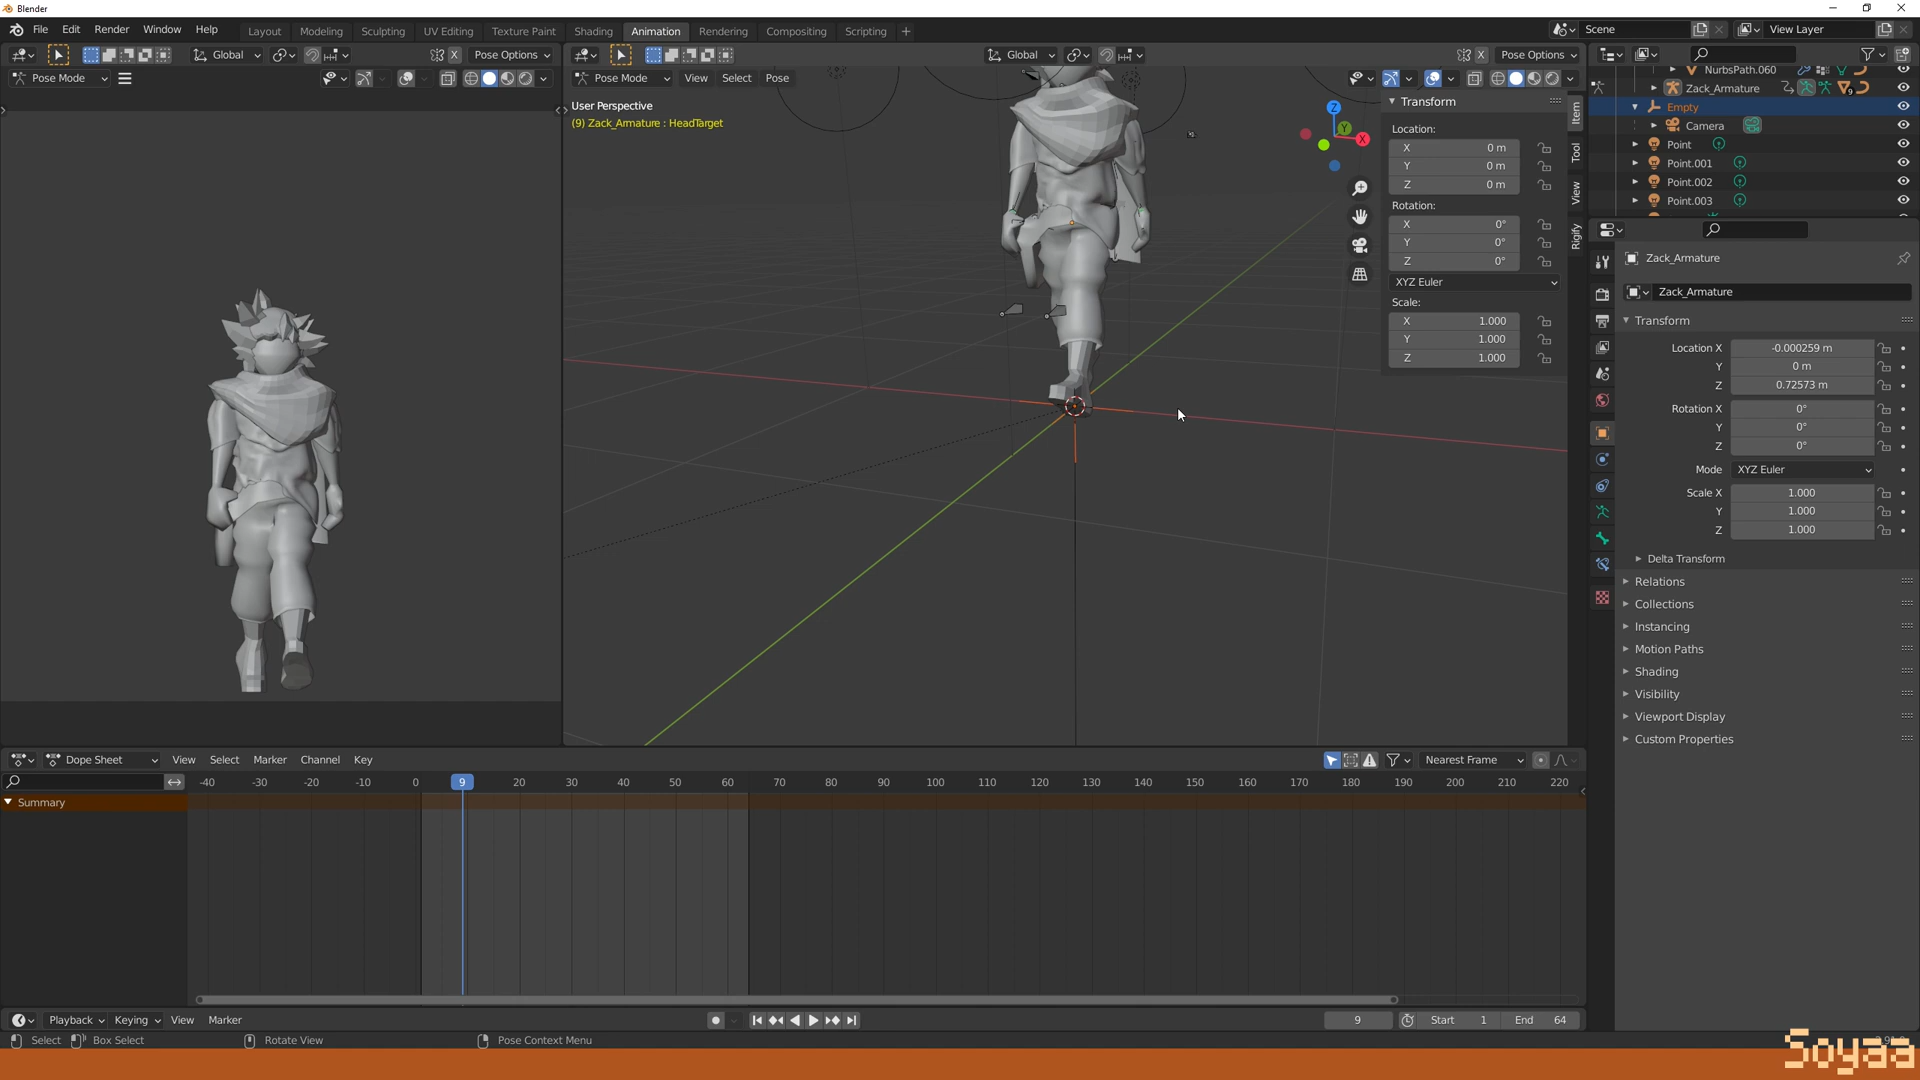 Blender
File Edit Render Window Help
Layout Modeling Sculpting UV Editing Texture Paint Shading Animation Rendering Compositing Scripting +
Scene View Layer
Global X Pose Options
Global X Pose Options
Pose Mode
Pose Mode View Select Pose
User Perspective
(9) Zack_Armature : HeadTarget
Z
Y
X
Transform
Location:
X 0 m
Y 0 m
Z 0 m
Rotation:
X 0°
Y 0°
Z 0°
XYZ Euler
Scale:
X 1.000
Y 1.000
Z 1.000
Item
Tool
View
Rigify
NurbsPath.060
Zack_Armature 9
Empty
Camera
Point
Point.001
Point.002
Point.003
Zack_Armature
Zack_Armature
Transform
Location X -0.000259 m
Y 0 m
Z 0.72573 m
Rotation X 0°
Y 0°
Z 0°
Mode XYZ Euler
Scale X 1.000
Y 1.000
Z 1.000
Delta Transform
Relations
Collections
Instancing
Motion Paths
Shading
Visibility
Viewport Display
Custom Properties
Dope Sheet View Select Marker Channel Key Nearest Frame
-40 -30 -20 -10 0 9 20 30 40 50 60 70 80 90 100 110 120 130 140 150 160 170 180 190 200 210 220
Summary
Playback Keying View Marker 9 Start 1 End 64
Select Box Select Rotate View Pose Context Menu
Soyaa